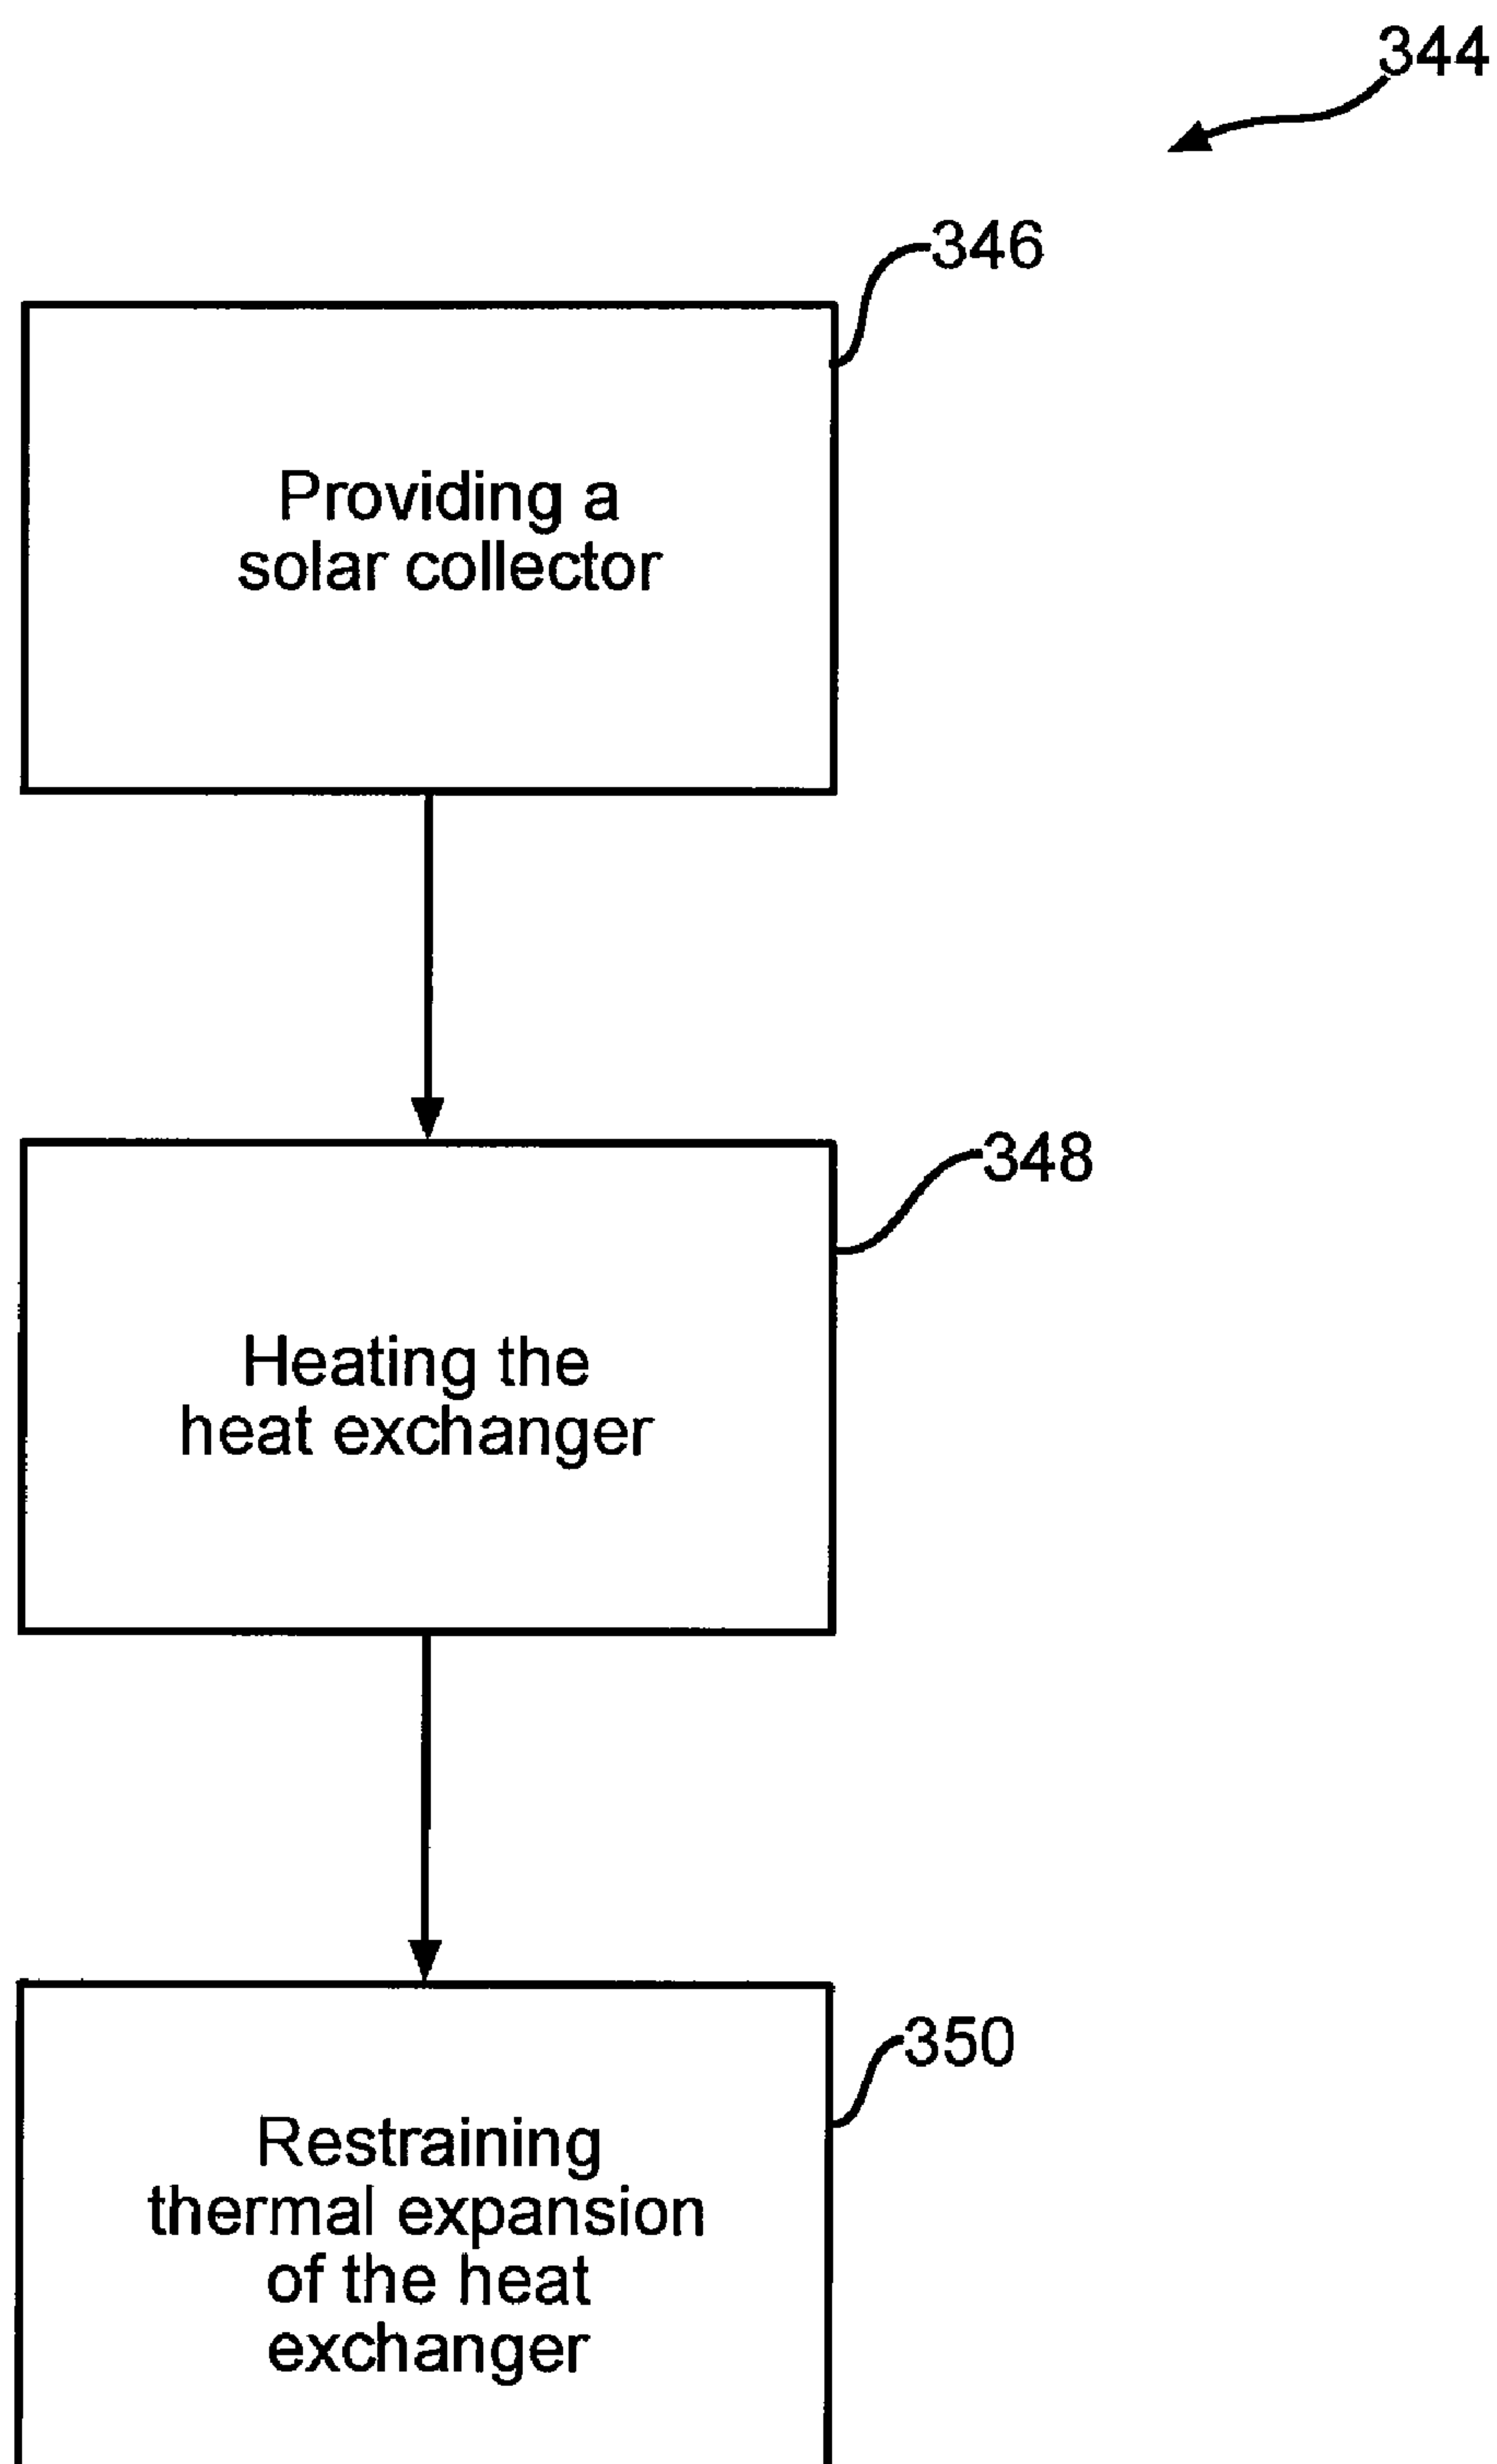 344
346
Providing a
solar collector
348
Heating the
heat exchanger
350
Restraining
thermal expansion
of the heat
exchanger